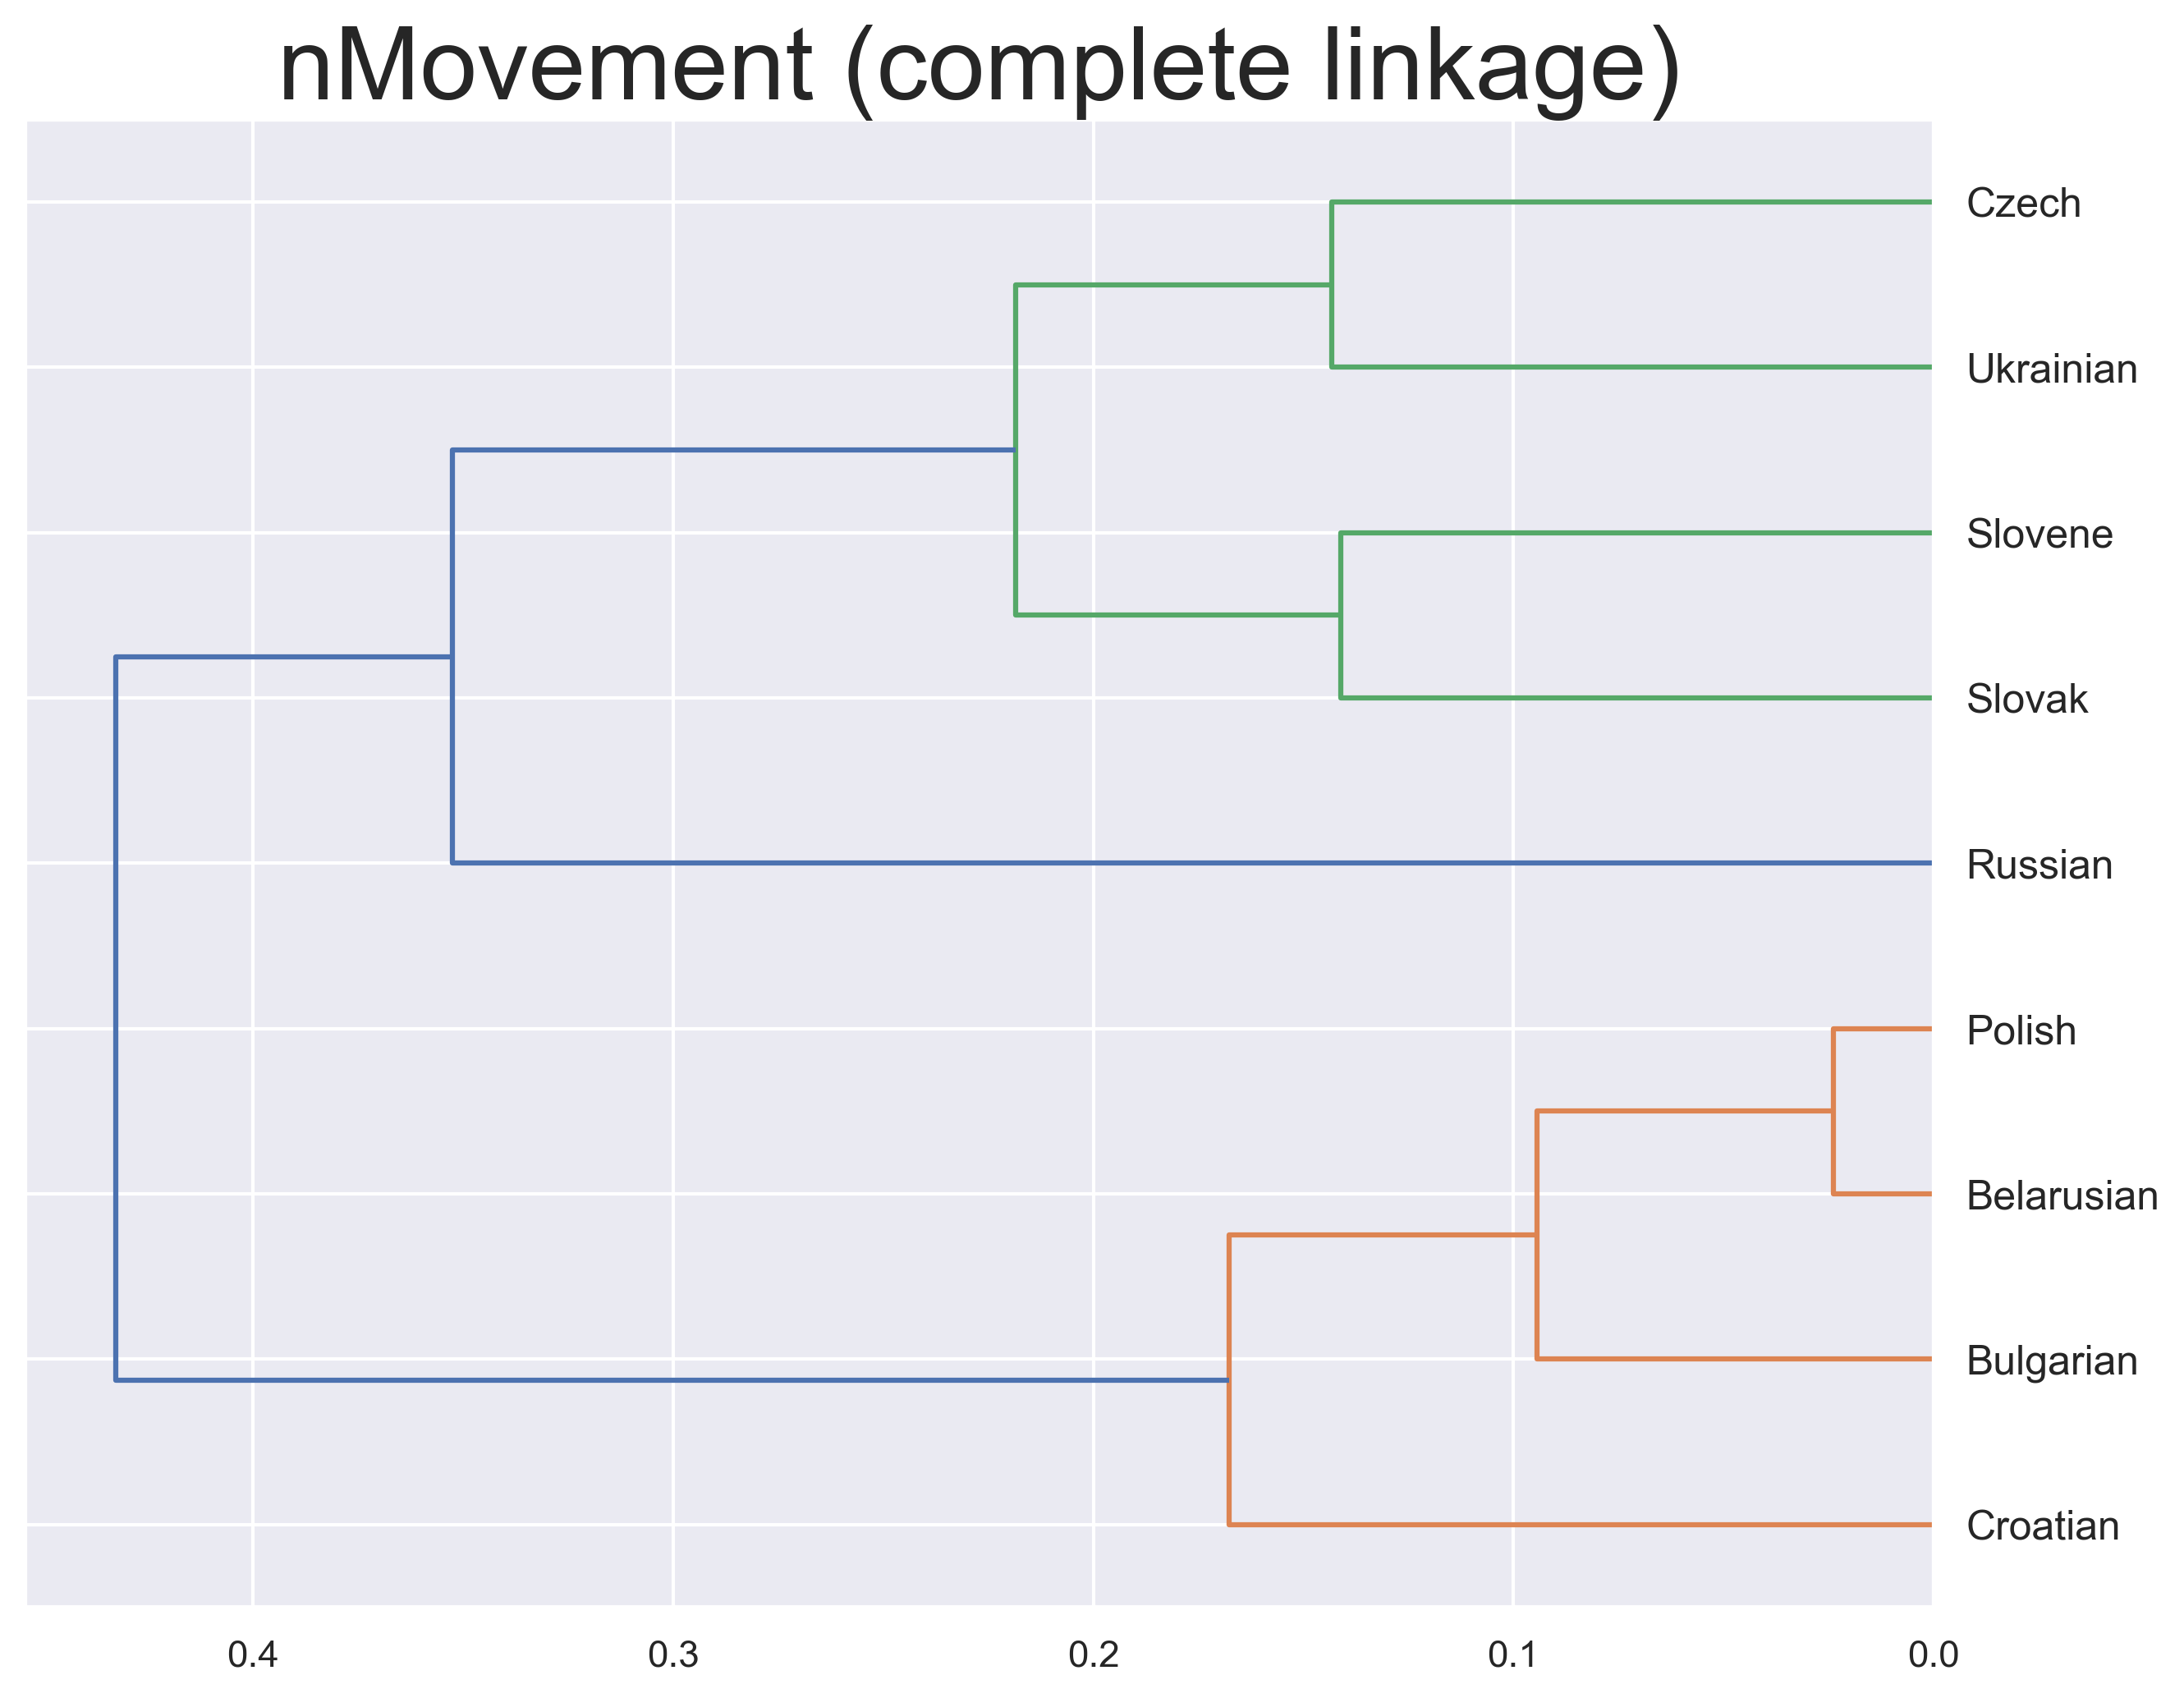 nMovement (complete linkage)
Czech
Ukrainian
Slovene
Slovak
Russian
Polish
Belarusian
Bulgarian
Croatian
0.4 0.3 0.2 0.1 0.0